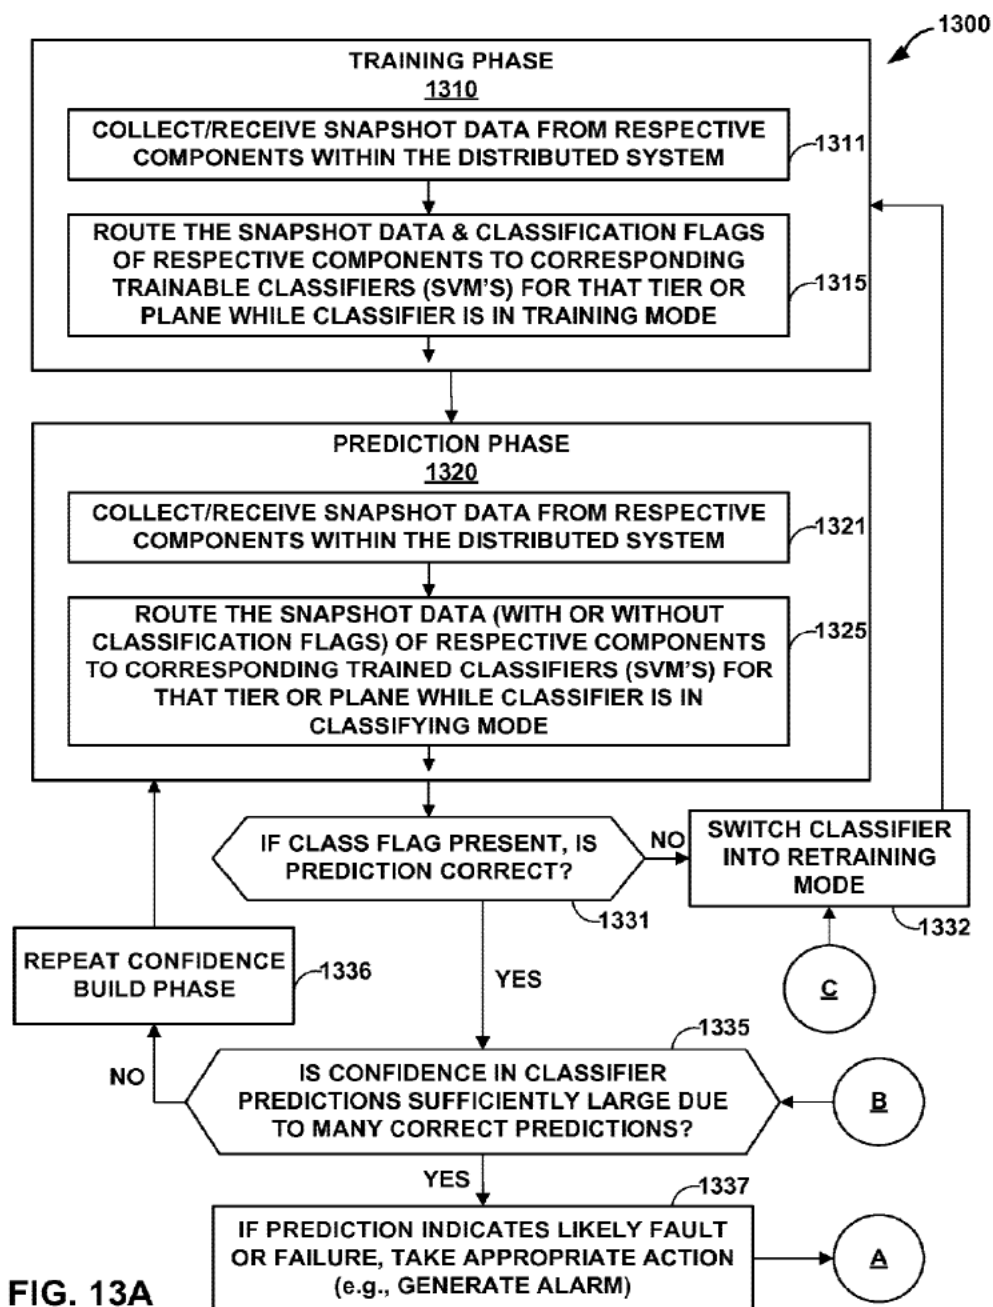 1300
TRAINING PHASE
1310
COLLECT/RECEIVE SNAPSHOT DATA FROM RESPECTIVE
COMPONENTS WITHIN THE DISTRIBUTED SYSTEM
1311
ROUTE THE SNAPSHOT DATA & CLASSIFICATION FLAGS
OF RESPECTIVE COMPONENTS TO CORRESPONDING
TRAINABLE CLASSIFIERS (SVM'S) FOR THAT TIER OR
PLANE WHILE CLASSIFIER IS IN TRAINING MODE
1315
PREDICTION PHASE
1320
COLLECT/RECEIVE SNAPSHOT DATA FROM RESPECTIVE
COMPONENTS WITHIN THE DISTRIBUTED SYSTEM
1321
ROUTE THE SNAPSHOT DATA (WITH OR WITHOUT
CLASSIFICATION FLAGS) OF RESPECTIVE COMPONENTS
TO CORRESPONDING TRAINED CLASSIFIERS (SVM'S) FOR
THAT TIER OR PLANE WHILE CLASSIFIER IS IN
CLASSIFYING MODE
1325
IF CLASS FLAG PRESENT, IS
PREDICTION CORRECT?
1331
NO
SWITCH CLASSIFIER
INTO RETRAINING
MODE
1332
C
YES
REPEAT CONFIDENCE
BUILD PHASE
1336
NO
1335
IS CONFIDENCE IN CLASSIFIER
PREDICTIONS SUFFICIENTLY LARGE DUE
TO MANY CORRECT PREDICTIONS?
B
YES
1337
IF PREDICTION INDICATES LIKELY FAULT
OR FAILURE, TAKE APPROPRIATE ACTION
(e.g., GENERATE ALARM)
A
FIG. 13A